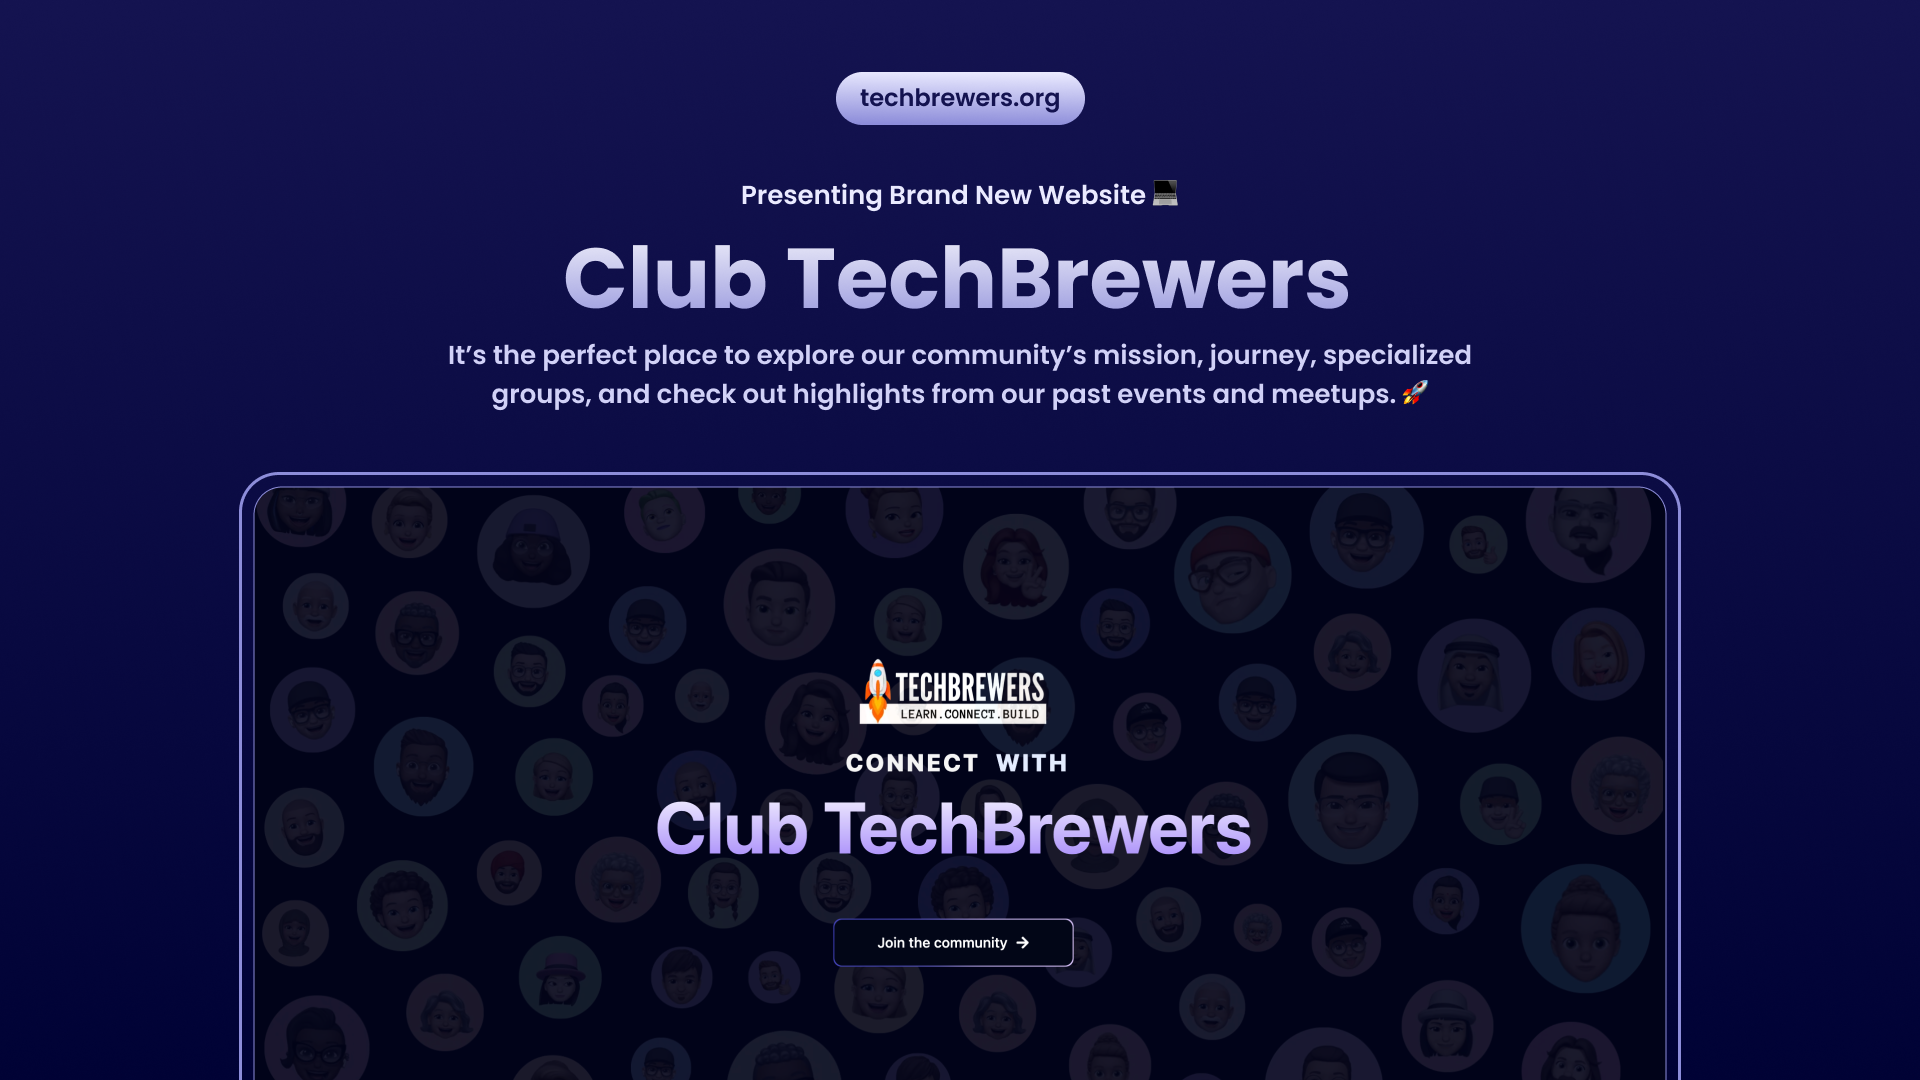 techbrewers.org
Presenting Brand New Website 💻
Club TechBrewers
It’s the perfect place to explore our community’s mission, journey, specialized
groups, and check out highlights from our past events and meetups. 🚀
TECHBREWERS
LEARN.CONNECT.BUILD
CONNECT WITH
Club TechBrewers
Join the community →